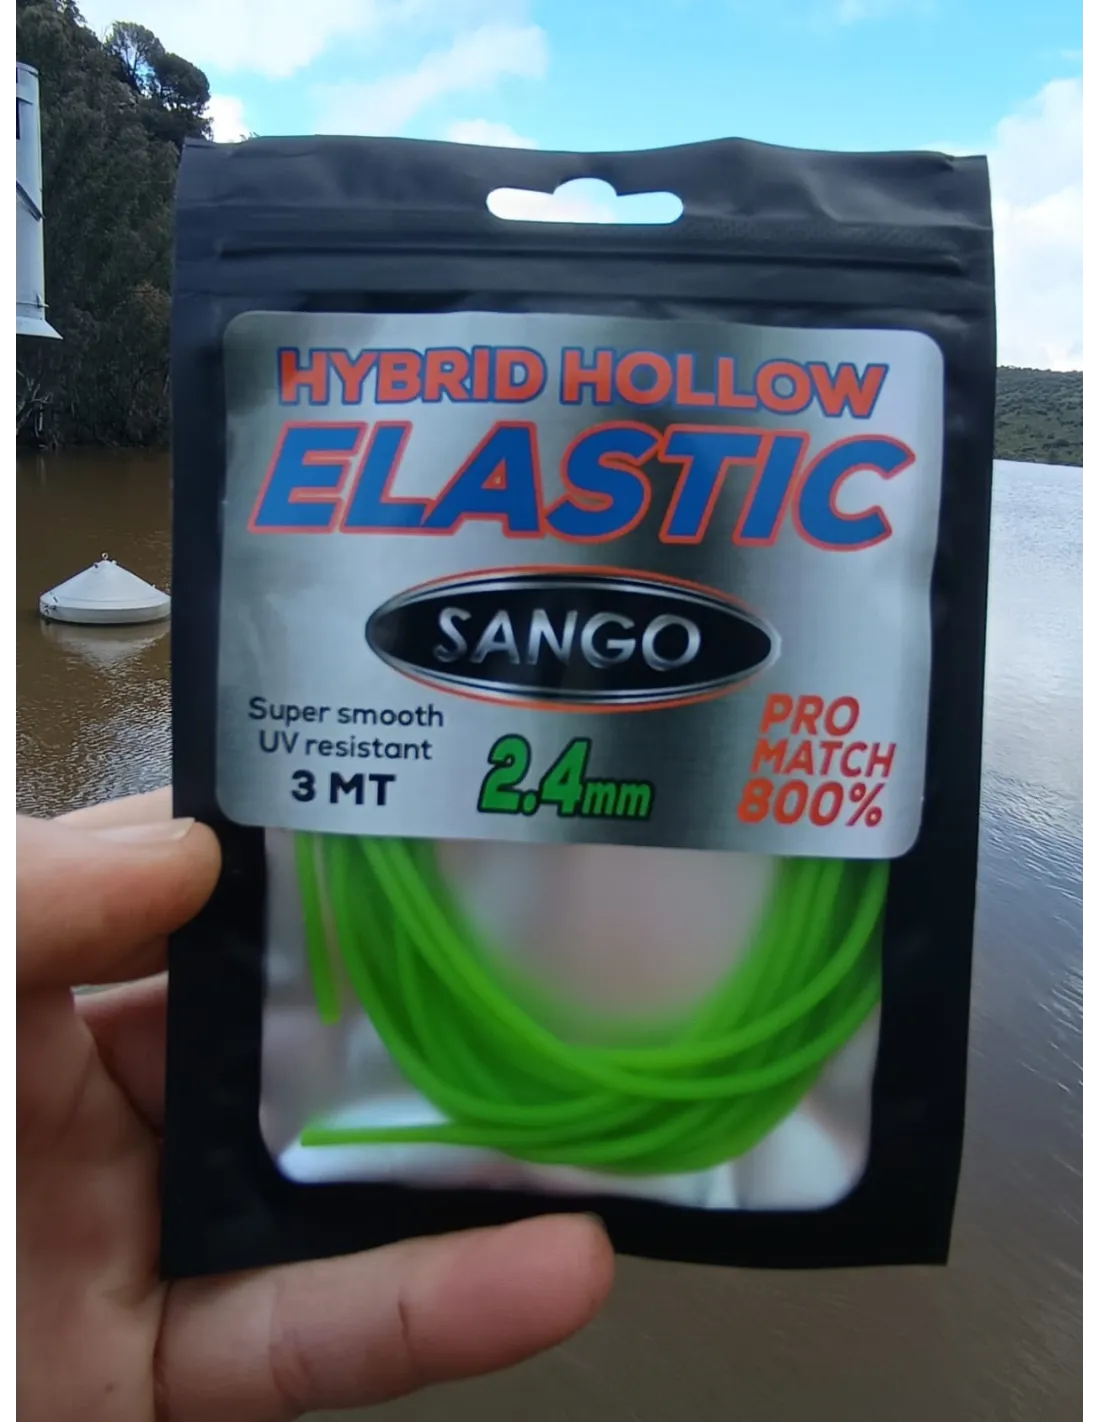 HYBRID HOLLOW
ELASTIC
SANGO
Super smooth
UV resistant
3 MT
2.4mm
PRO
MATCH
800%